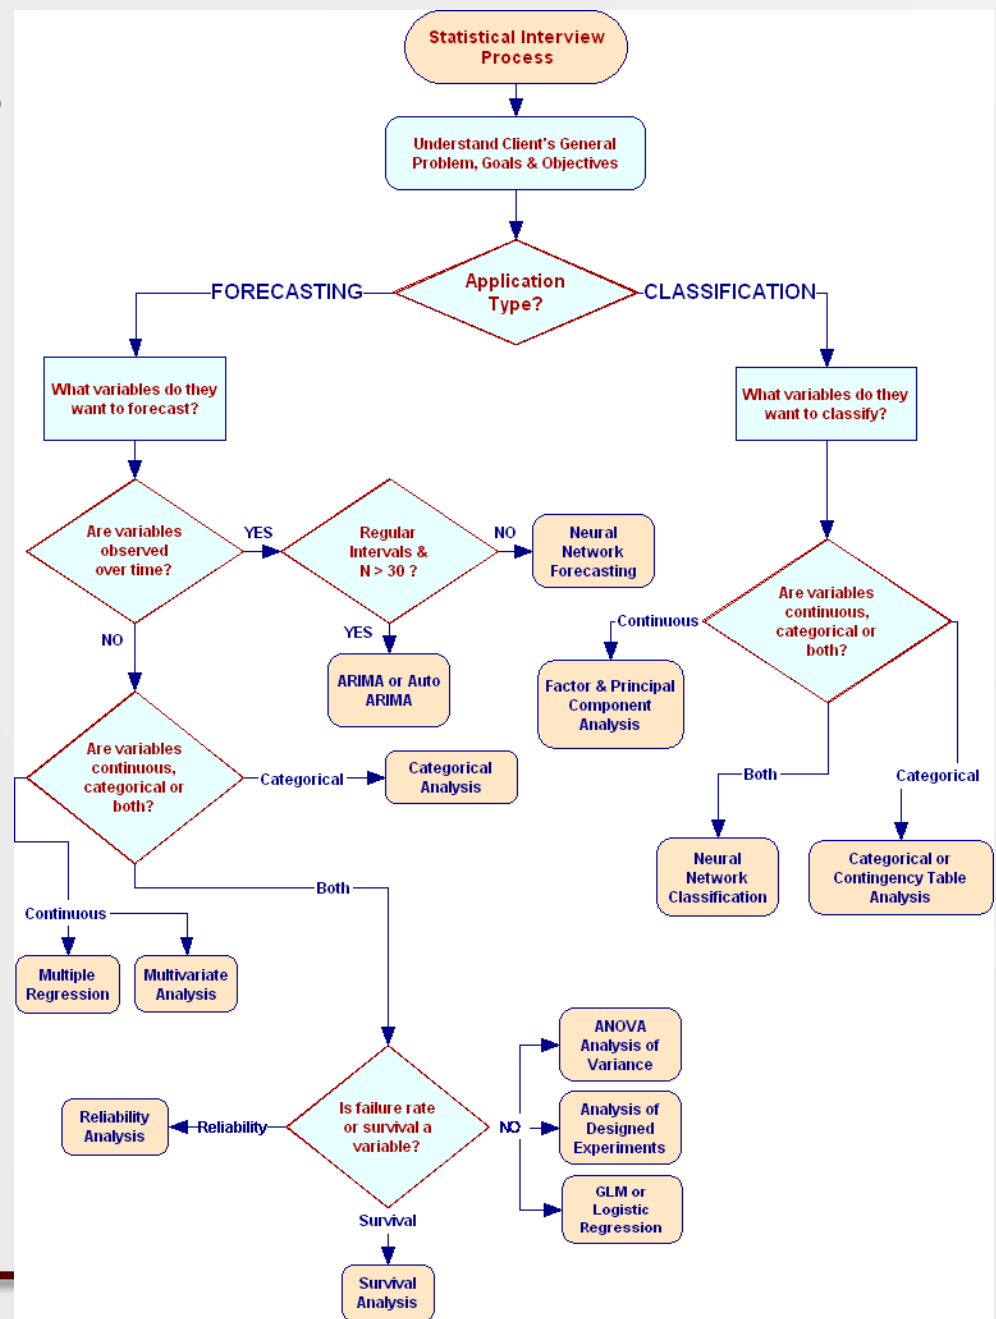 Statistical Interview
Process
Understand Client's General
Problem, Goals & Objectives
Application
Type?
FORECASTING
CLASSIFICATION
What variables do they
want to forecast?
What variables do they
want to classify?
Are variables
observed
over time?
YES
Regular
Intervals &
N > 30 ?
NO
Neural
Network
Forecasting
YES
ARIMA or Auto
ARIMA
NO
Are variables
continuous,
categorical or
both?
Continuous
Factor & Principal
Component
Analysis
Both
Neural
Network
Classification
Categorical
Categorical or
Contingency Table
Analysis
Are variables
continuous,
categorical or
both?
Categorical
Categorical
Analysis
Both
Continuous
Multiple
Regression
Multivariate
Analysis
Is failure rate
or survival a
variable?
Reliability
Reliability
Analysis
NO
ANOVA
Analysis of
Variance
Analysis of
Designed
Experiments
GLM or
Logistic
Regression
Survival
Survival
Analysis